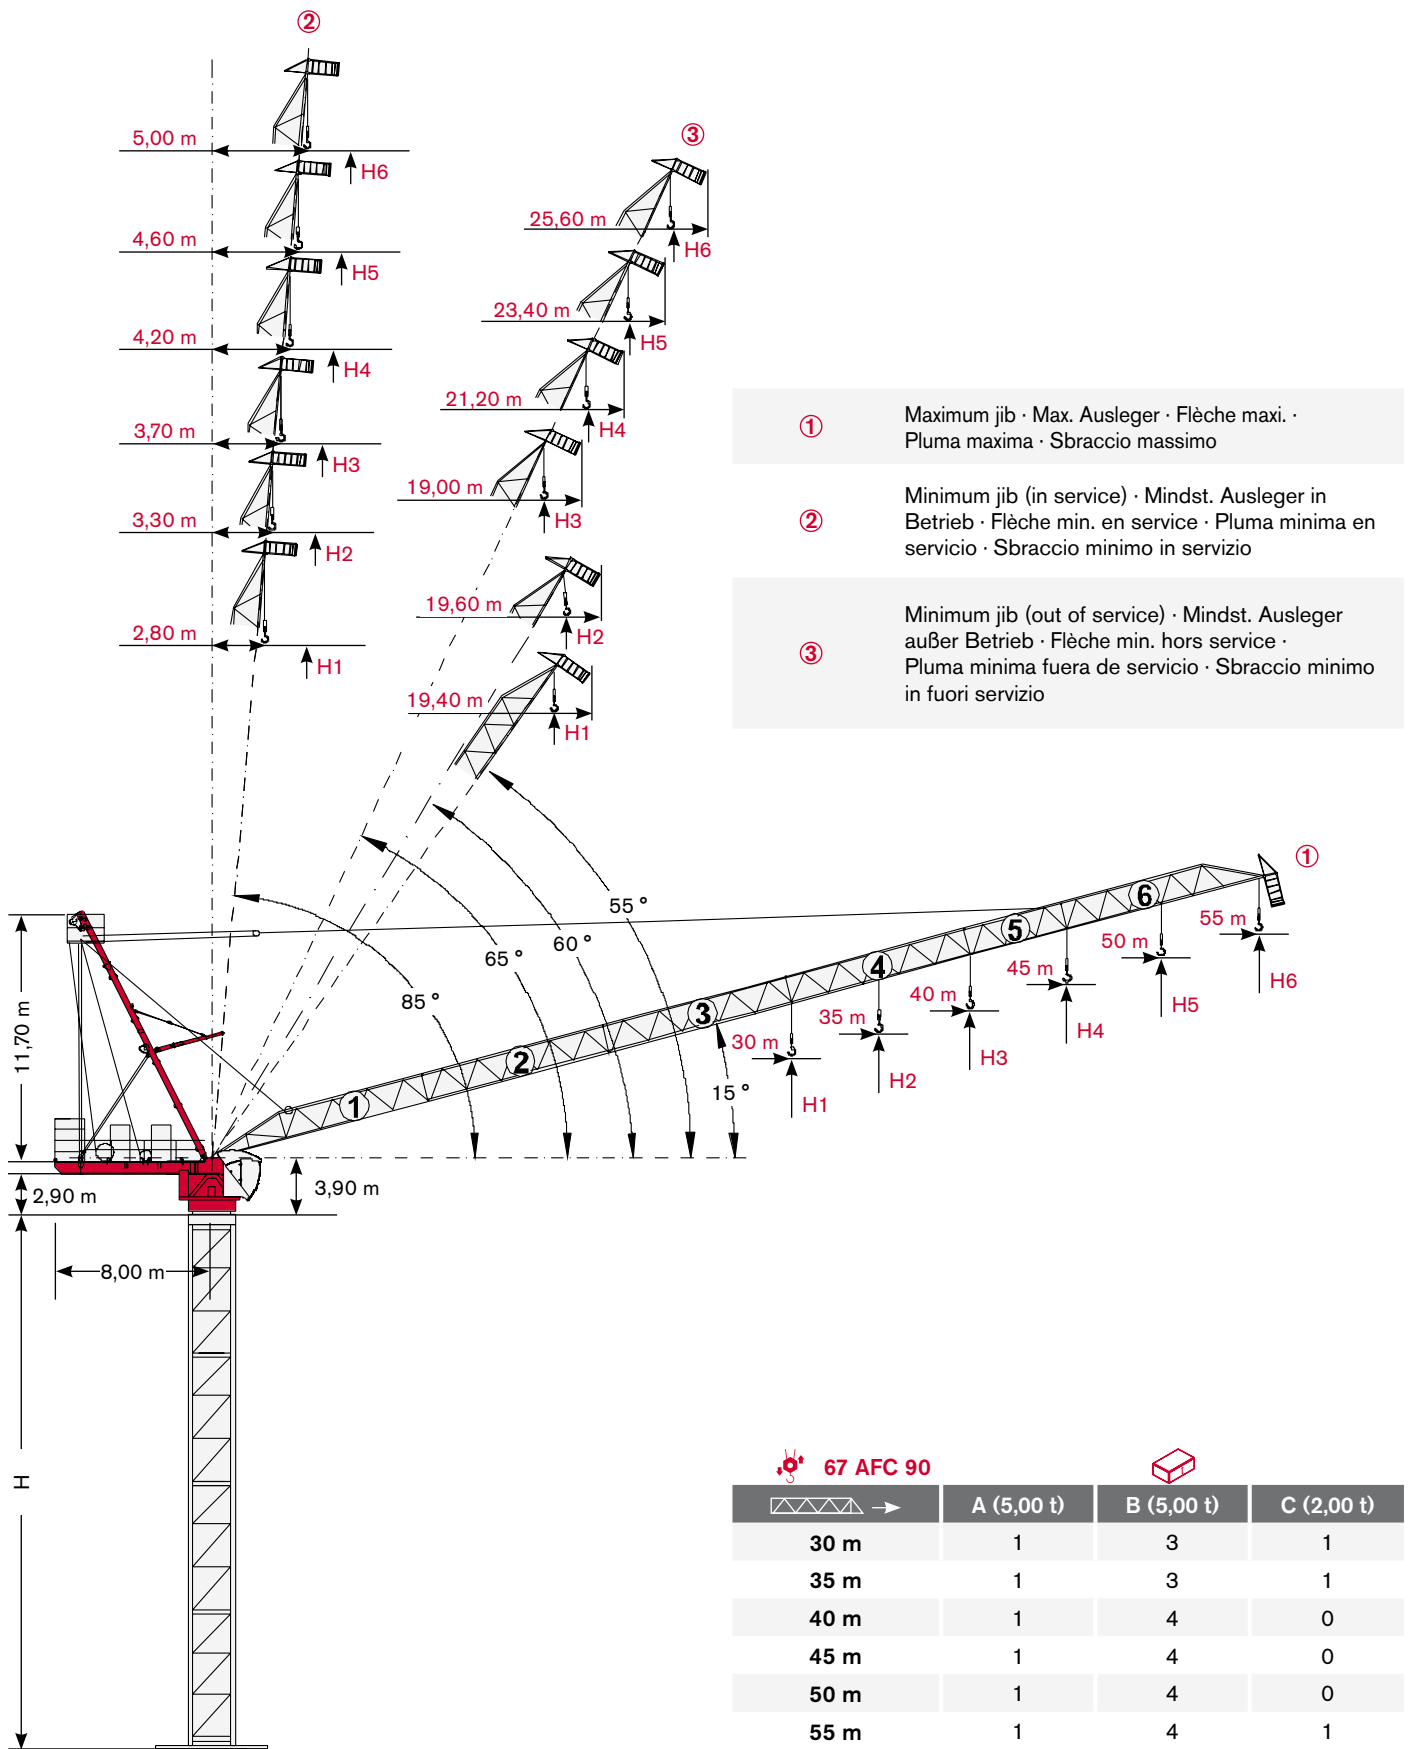 ②
5,00 m
H6
4,60 m
H5
4,20 m
H4
3,70 m
H3
3,30 m
H2
2,80 m
H1
③
25,60 m
H6
23,40 m
H5
21,20 m
H4
19,00 m
H3
19,60 m
H2
19,40 m
H1
① Maximum jib · Max. Ausleger · Flèche maxi. ·
Pluma maxima · Sbraccio massimo
② Minimum jib (in service) · Mindst. Ausleger in
Betrieb · Flèche min. en service · Pluma minima en
servicio · Sbraccio minimo in servizio
③ Minimum jib (out of service) · Mindst. Ausleger
außer Betrieb · Flèche min. hors service ·
Pluma minima fuera de servicio · Sbraccio minimo
in fuori servizio
①
55 °
60 °
65 °
85 °
15 °
1
2
3
4
5
6
30 m
H1
35 m
H2
40 m
H3
45 m
H4
50 m
H5
55 m
H6
11,70 m
2,90 m
3,90 m
8,00 m
H
67 AFC 90
A (5,00 t) B (5,00 t) C (2,00 t)
30 m 1 3 1
35 m 1 3 1
40 m 1 4 0
45 m 1 4 0
50 m 1 4 0
55 m 1 4 1